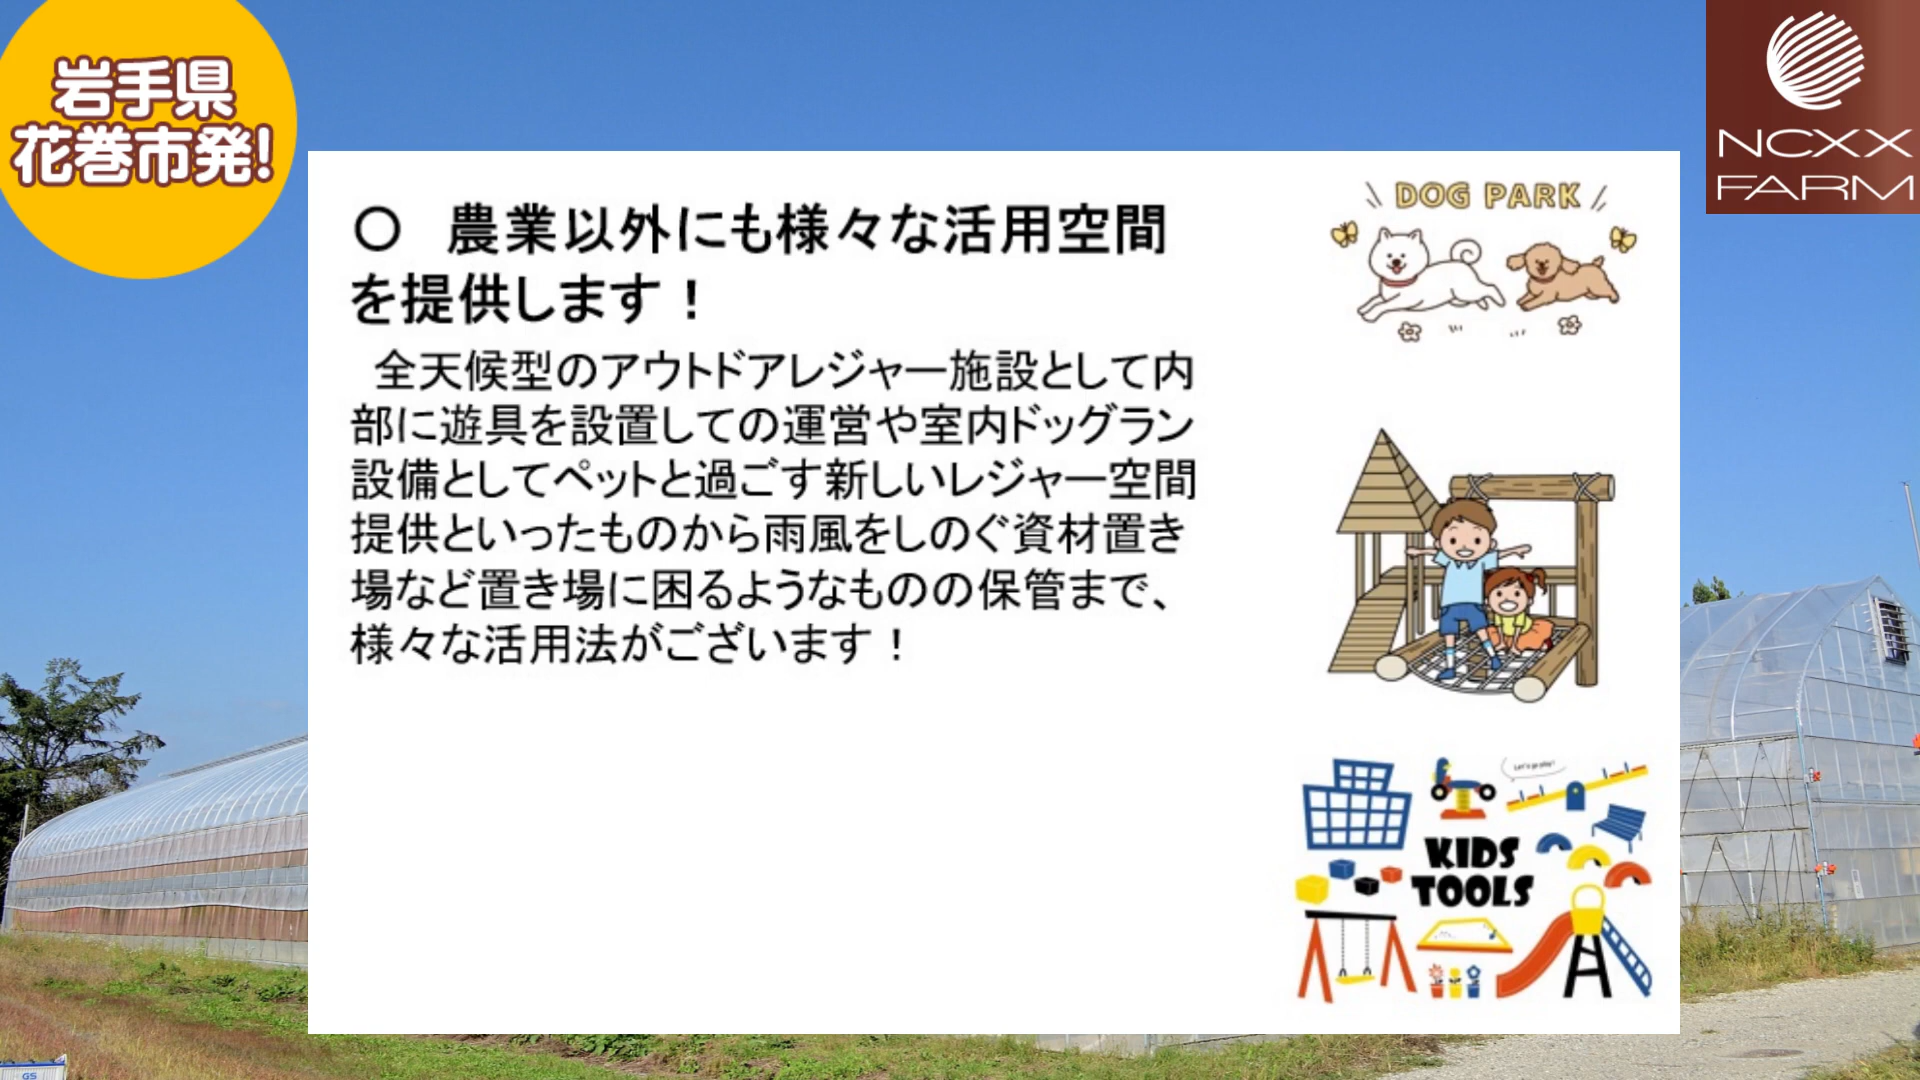 岩手県
花巻市発!
NCXX
FARM
〇 農業以外にも様々な活用空間
を提供します！
全天候型のアウトドアレジャー施設として内
部に遊具を設置しての運営や室内ドッグラン
設備としてペットと過ごす新しいレジャー空間
提供といったものから雨風をしのぐ資材置き
場など置き場に困るようなものの保管まで、
様々な活用法がございます！
DOG PARK
Let's go play!
KIDS
TOOLS
GS